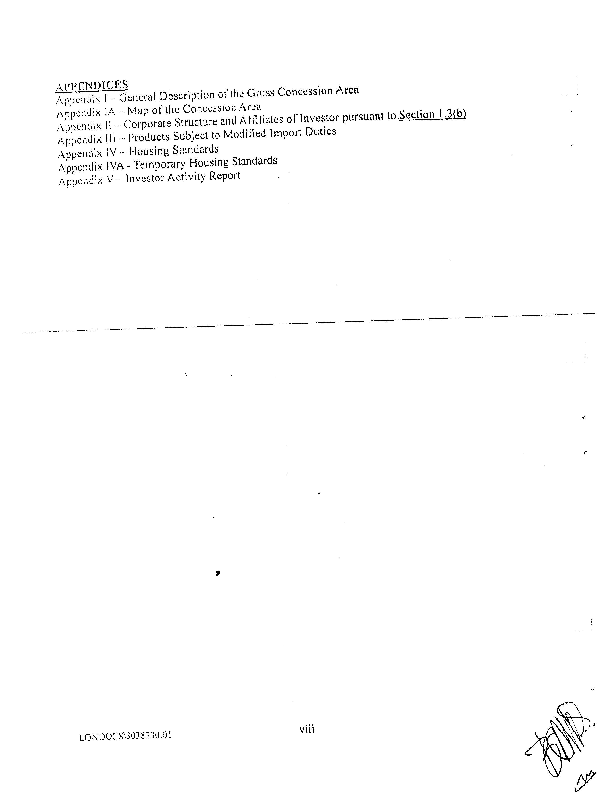 APPENDICES
Appendix I – General Description of the Gross Concession Area
Appendix IA – Map of the Concession Area
Appendix II – Corporate Structure and Affiliates of Investor pursuant to Section 1.3(b)
Appendix III – Products Subject to Modified Import Duties
Appendix IV – Housing Standards
Appendix IVA - Temporary Housing Standards
Appendix V – Investor Activity Report
viii